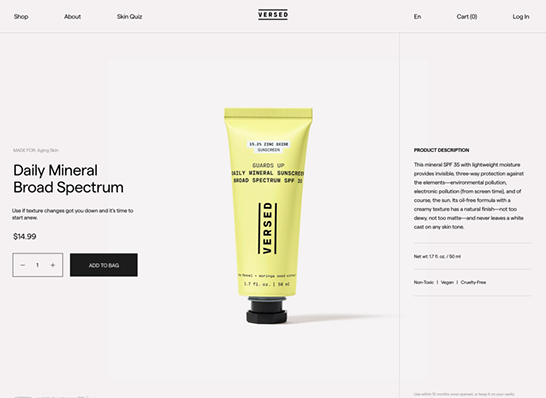 Shop
About
Skin Quiz
VERSED
En
Cart (0)
Log In
MADE FOR: Aging Skin
Daily Mineral
Broad Spectrum
Use if texture changes got you down and it's time to
start anew.
$14.99
− 1 +
ADD TO BAG
15.2% ZINC OXIDE
SUNSCREEN
GUARDS UP
DAILY MINERAL SUNSCREEN
BROAD SPECTRUM SPF 35
VERSED
moringa seed
1.7 fl. oz. | 50 ml
PRODUCT DESCRIPTION
This mineral SPF 35 with lightweight moisture
provides invisible, three-way protection against
the elements—environmental pollution,
electronic pollution (from screen time), and of
course, the sun. Its oil-free formula with a
creamy texture has a natural finish—not too
dewy, not too matte—and never leaves a white
cast on any skin tone.
Net wt 1.7 fl. oz. / 50 ml
Non-Toxic | Vegan | Cruelty-Free